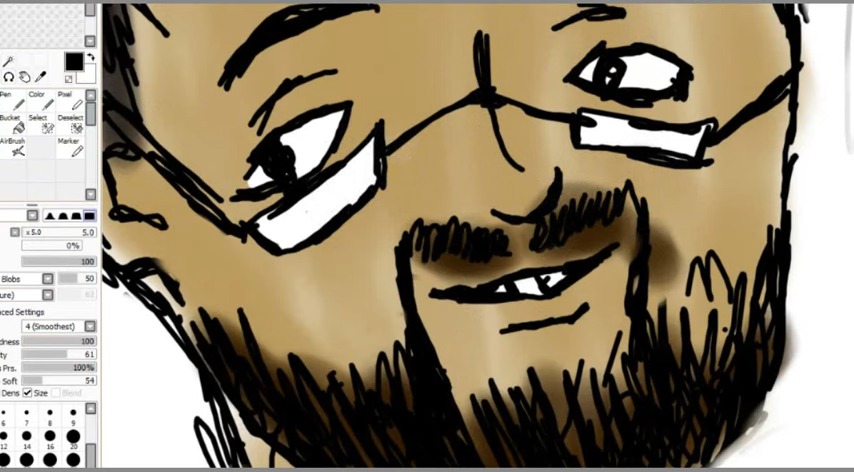 Pen Color Pixel
Bucket Select Deselect
AirBrush Marker
x 5.0 5.0
0%
100
Blobs 50
ure) 63
ced Settings
4 (Smoothest)
dness 100
ty 61
Prs. 100%
Soft 54
Dens Size Blend
6 7 8 9
12 14 16 20